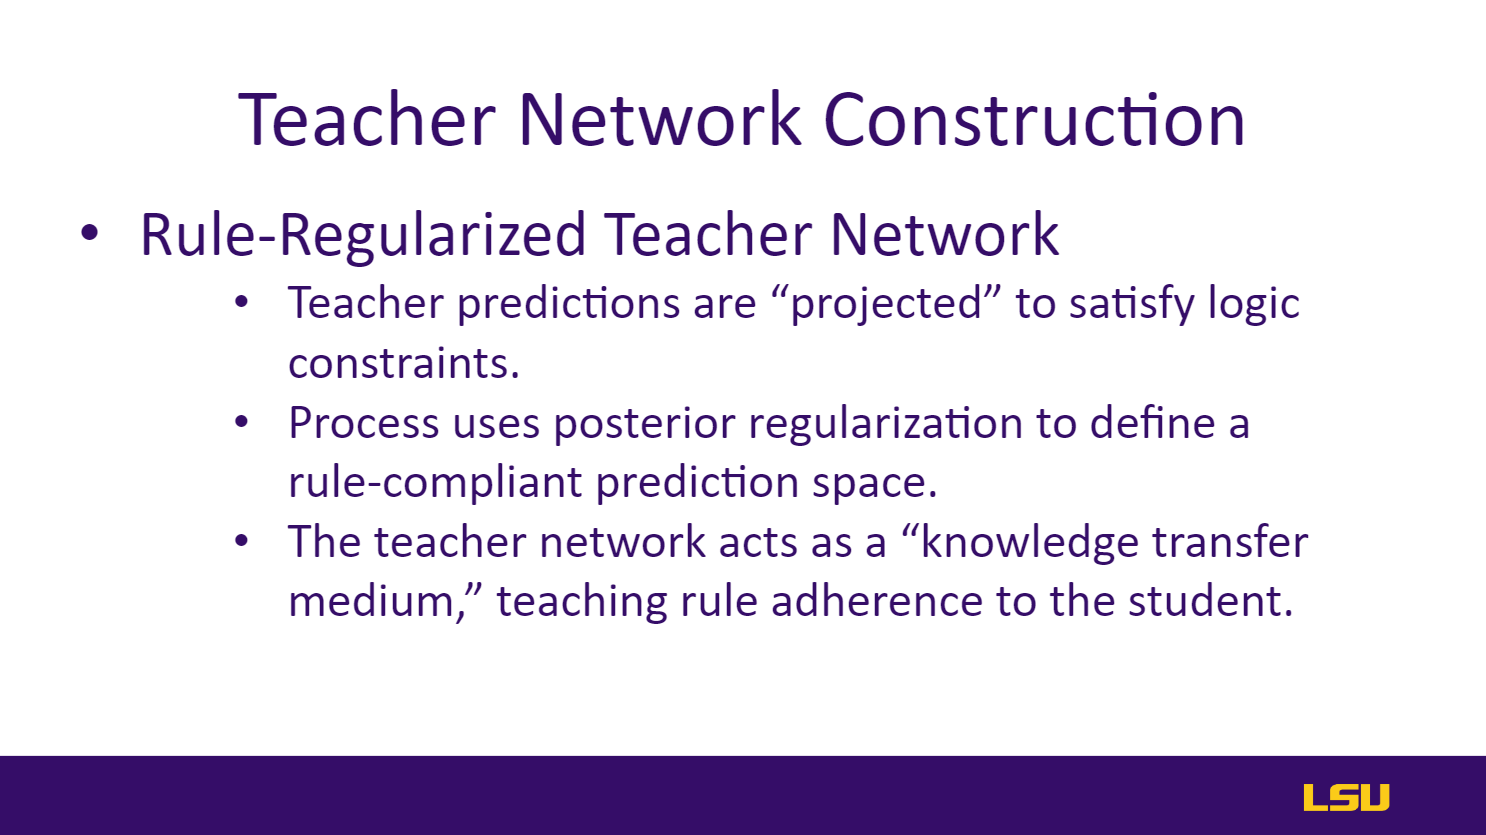 Teacher Network Construction
• Rule-Regularized Teacher Network
• Teacher predictions are “projected” to satisfy logic
constraints.
• Process uses posterior regularization to define a
rule-compliant prediction space.
• The teacher network acts as a “knowledge transfer
medium,” teaching rule adherence to the student.
LSU